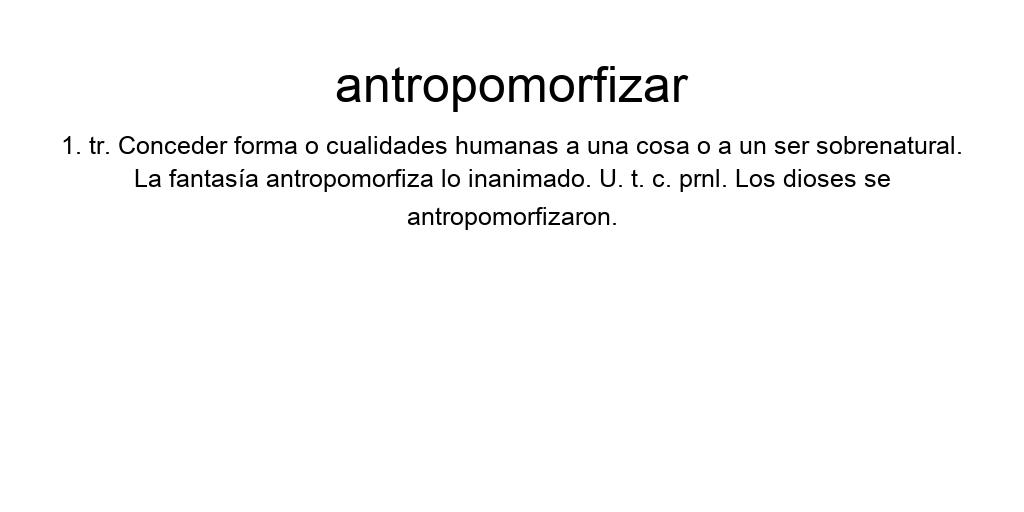 antropomorfizar
1. tr. Conceder forma o cualidades humanas a una cosa o a un ser sobrenatural.
La fantasía antropomorfiza lo inanimado. U. t. c. prnl. Los dioses se
antropomorfizaron.